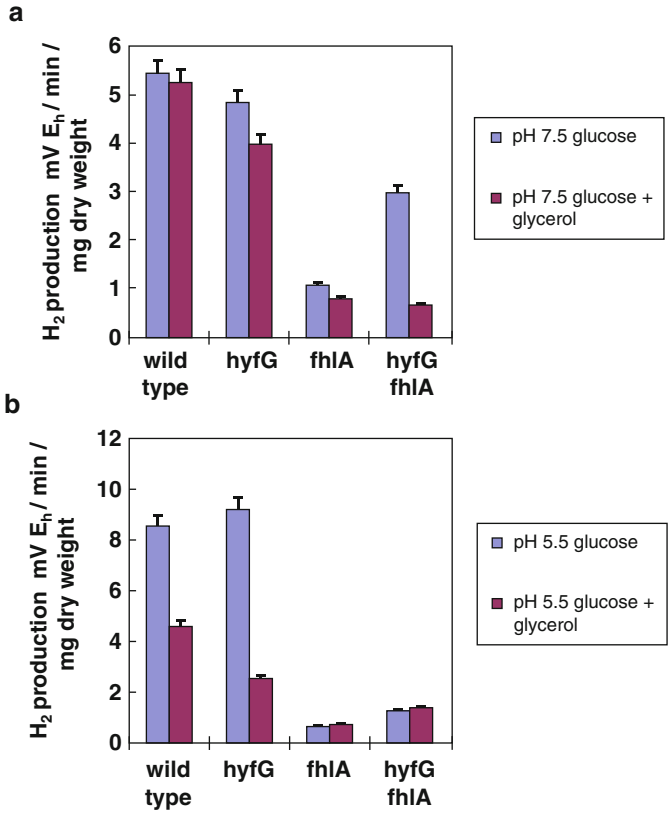 a
H₂ production mV Eₕ / min /
mg dry weight
6
5
4
3
2
1
0
wild
type
hyfG
fhlA
hyfG
fhlA
pH 7.5 glucose
pH 7.5 glucose +
glycerol
b
H₂ production mV Eₕ / min /
mg dry weight
12
10
8
6
4
2
0
wild
type
hyfG
fhlA
hyfG
fhlA
pH 5.5 glucose
pH 5.5 glucose +
glycerol